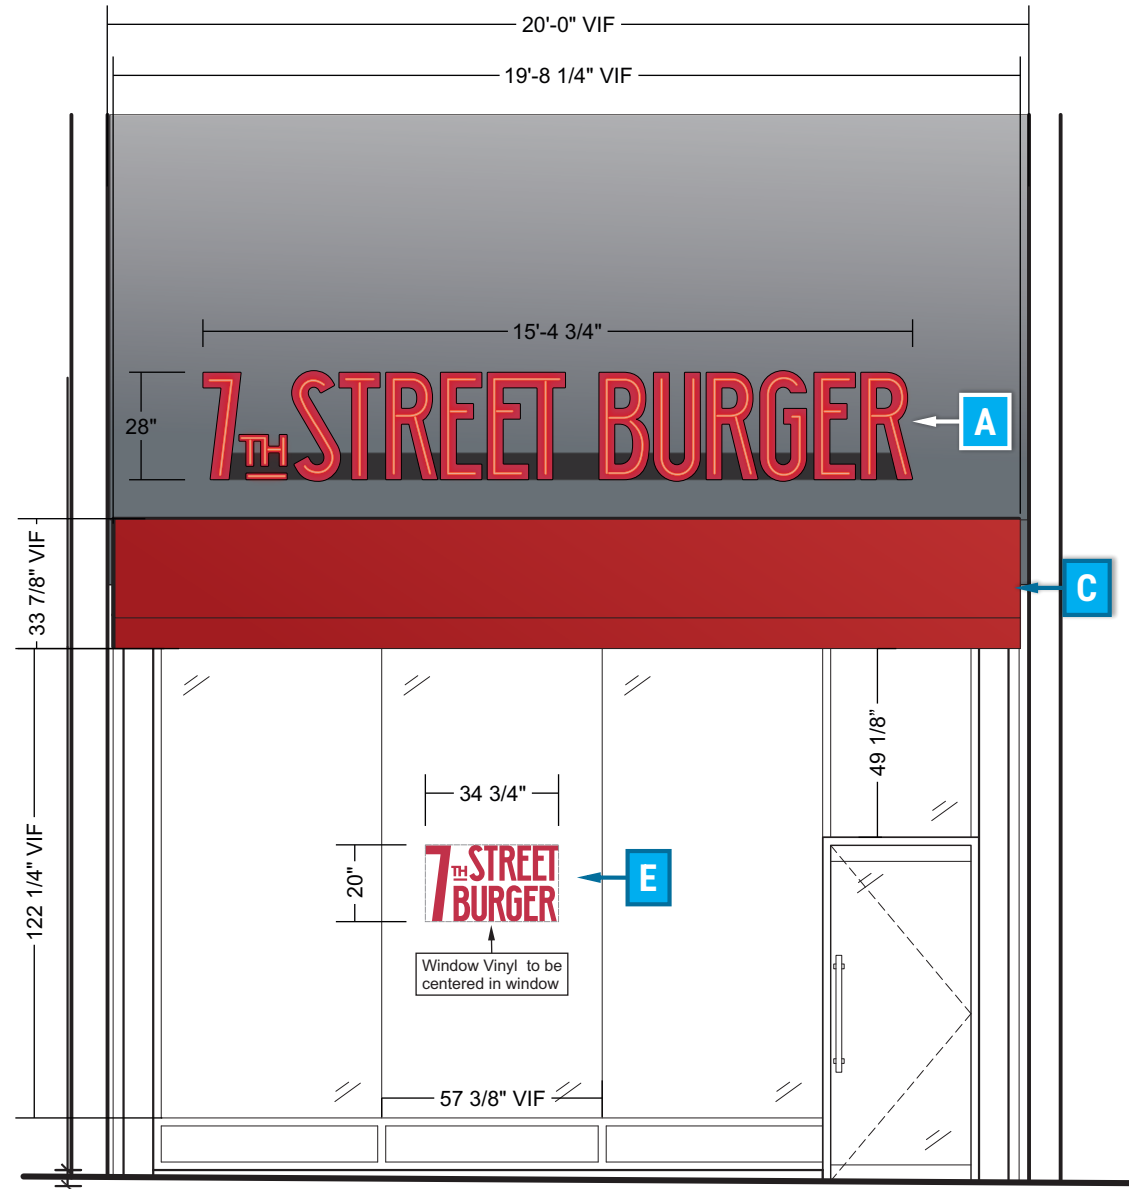 20'-0" VIF
19'-8 1/4" VIF
15'-4 3/4"
28"
7TH STREET BURGER
A
33 7/8" VIF
C
49 1/8"
34 3/4"
122 1/4" VIF
20"
7TH STREET
BURGER
E
Window Vinyl to be
centered in window
57 3/8" VIF